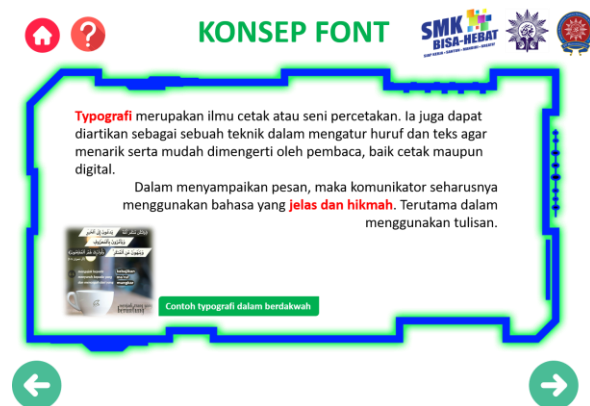 KONSEP FONT
SMK
BISA-HEBAT
Typografi merupakan ilmu cetak atau seni percetakan. Ia juga dapat
diartikan sebagai sebuah teknik dalam mengatur huruf dan teks agar
menarik serta mudah dimengerti oleh pembaca, baik cetak maupun
digital.
Dalam menyampaikan pesan, maka komunikator seharusnya
menggunakan bahasa yang jelas dan hikmah. Terutama dalam
menggunakan tulisan.
Contoh typografi dalam berdakwah